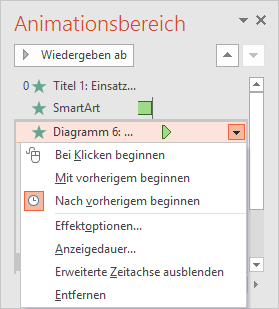 Animationsbereich
Wiedergeben ab
0 Titel 1: Einsatz...
SmartArt
Diagramm 6: ...
Bei Klicken beginnen
Mit vorherigem beginnen
Nach vorherigem beginnen
Effektoptionen...
Anzeigedauer...
Erweiterte Zeitachse ausblenden
Entfernen